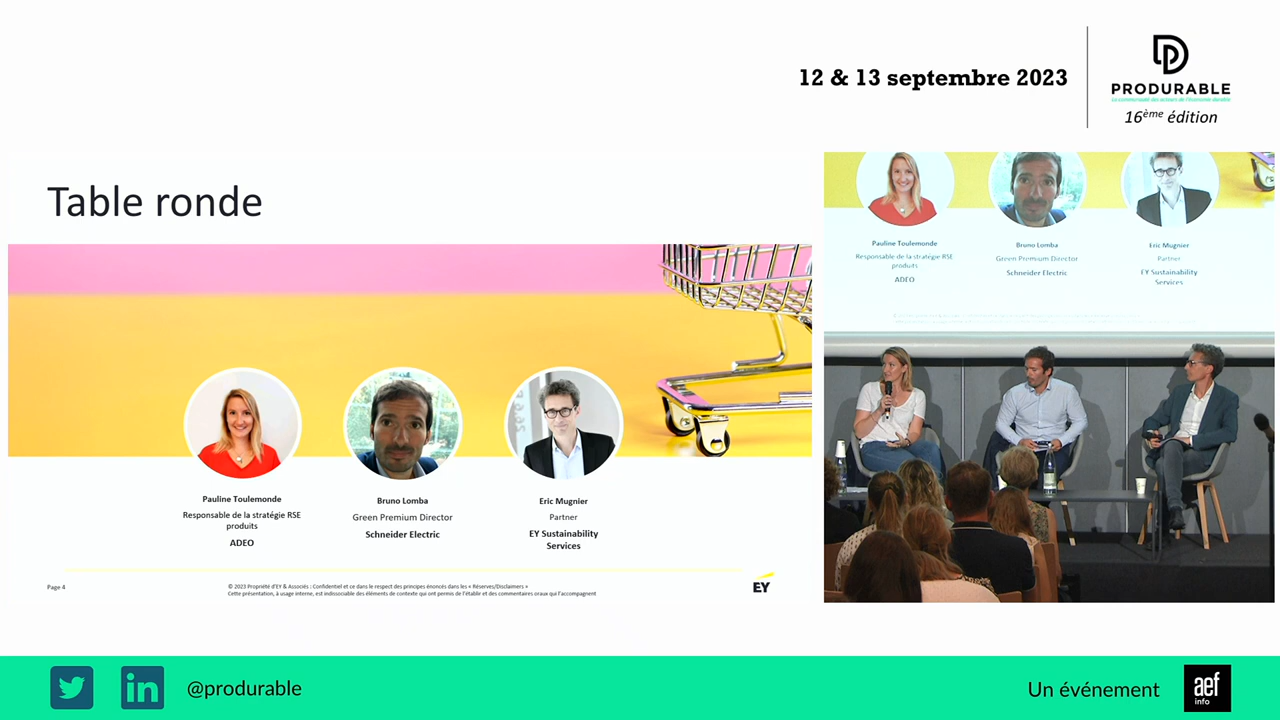 12 & 13 septembre 2023
PRODURABLE
16ème édition
Table ronde
Pauline Toulemonde
Responsable de la stratégie RSE
produits
ADEO
Bruno Lomba
Green Premium Director
Schneider Electric
Eric Mugnier
Partner
EY Sustainability
Services
Page 4
© 2023 Propriété d'EY & Associés : Confidentiel et ce dans le respect des principes énoncés dans les « Réserves/Disclaimers »
Cette présentation, à usage interne, est indissociable des éléments de contexte qui ont permis de l'établir et des commentaires oraux qui l'accompagnent
EY
Pauline Toulemonde
Responsable de la stratégie RSE
produits
ADEO
Bruno Lomba
Green Premium Director
Schneider Electric
Eric Mugnier
Partner
EY Sustainability
Services
in
@produrable
Un événement
aef
info